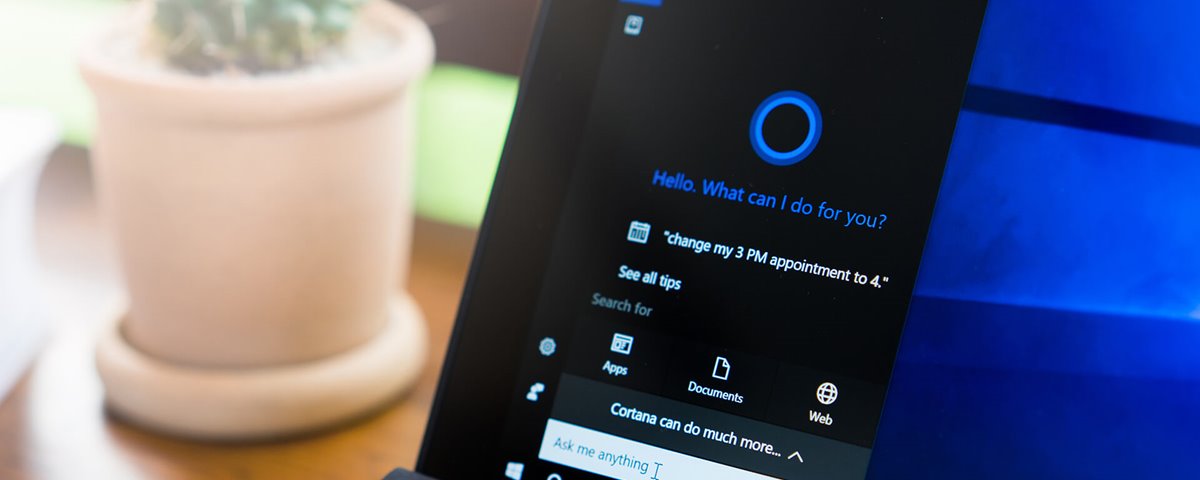 Hello. What can I do for you?
"change my 3 PM appointment to 4."
See all tips
Search for
Apps
Documents
Web
Cortana can do much more...
Ask me anything